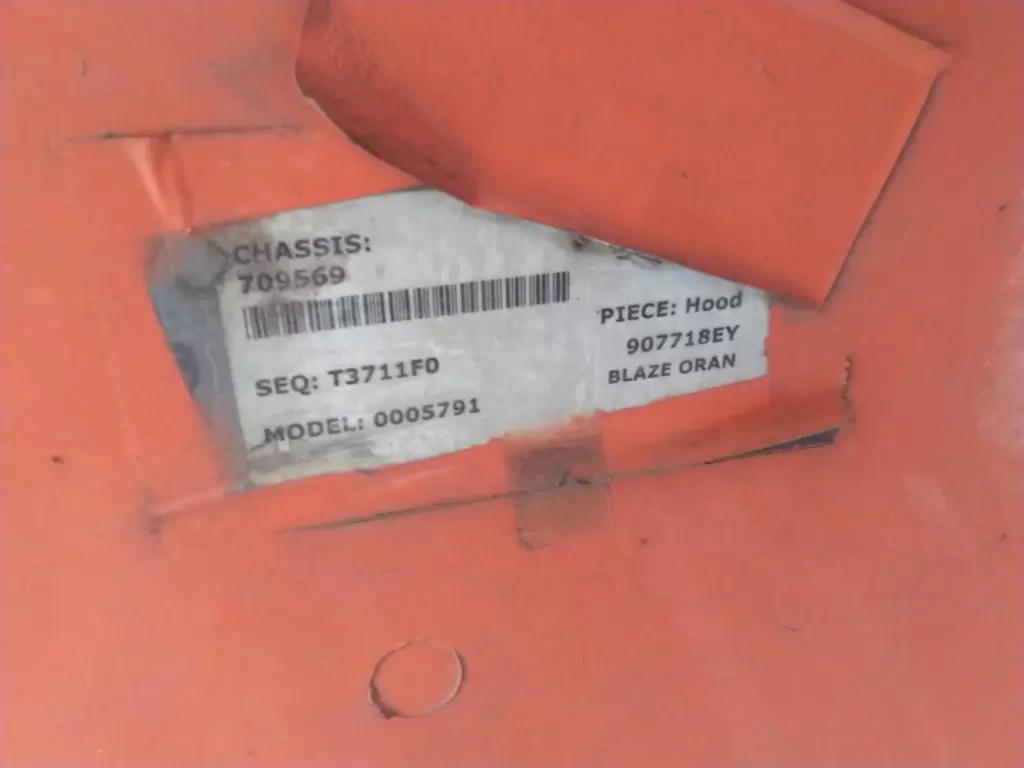 CHASSIS:
709569
SEQ: T3711F0
MODEL: 0005791
PIECE: Hood
907718EY
BLAZE ORAN